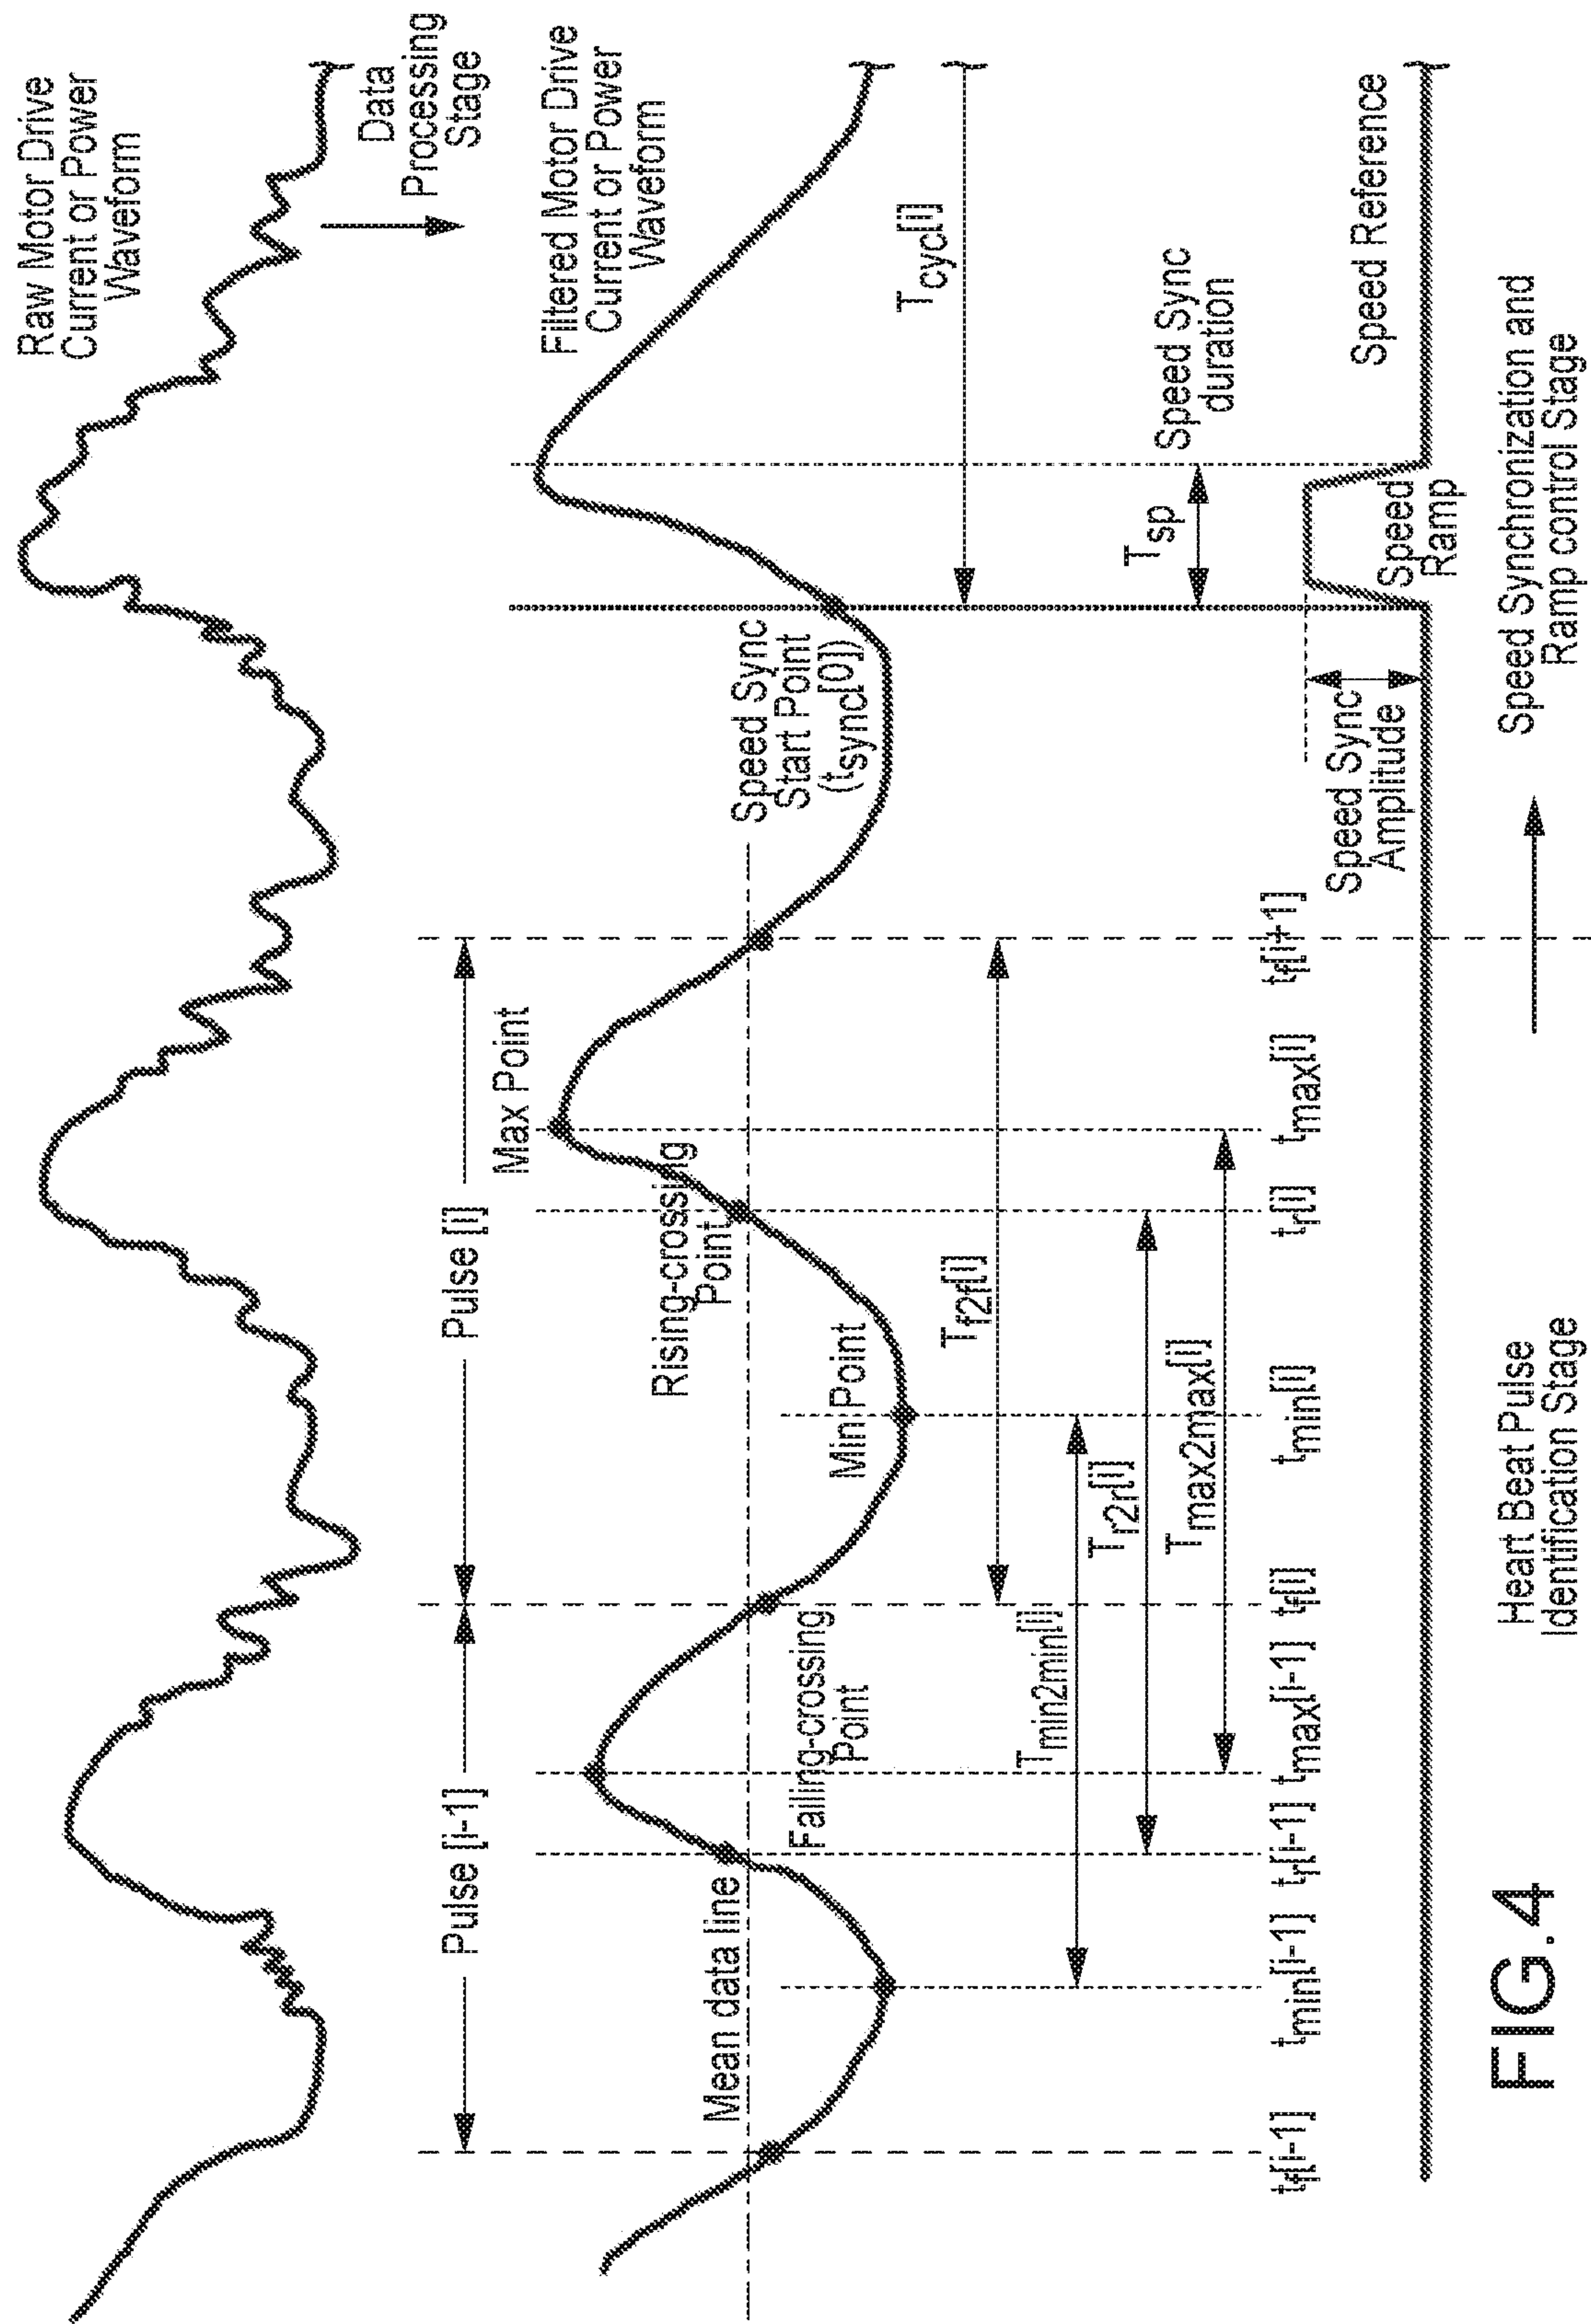 Raw Motor Drive
Current or Power
Waveform
Data
Processing
Stage
Pulse [i-1]
Pulse [i]
Filtered Motor Drive
Current or Power
Waveform
Max Point
Rising-crossing
Point
Mean data line
Speed Sync
Start Point
(tsync[0])
Failing-crossing
Point
Min Point
Tcyc[i]
Tf2f[i]
Tmin2min[i]
Tr2r[i]
Tmax2max[i]
Tsp
Speed Sync
duration
tf[i-1]
tmin[i-1]
tr[i-1]
tmax[i-1]
tf[i]
tmin[i]
tr[i]
tmax[i]
tf[i+1]
Speed Sync
Amplitude
Speed
Ramp
Speed Reference
Heart Beat Pulse
Identification Stage
Speed Synchronization and
Ramp control Stage
FIG.4